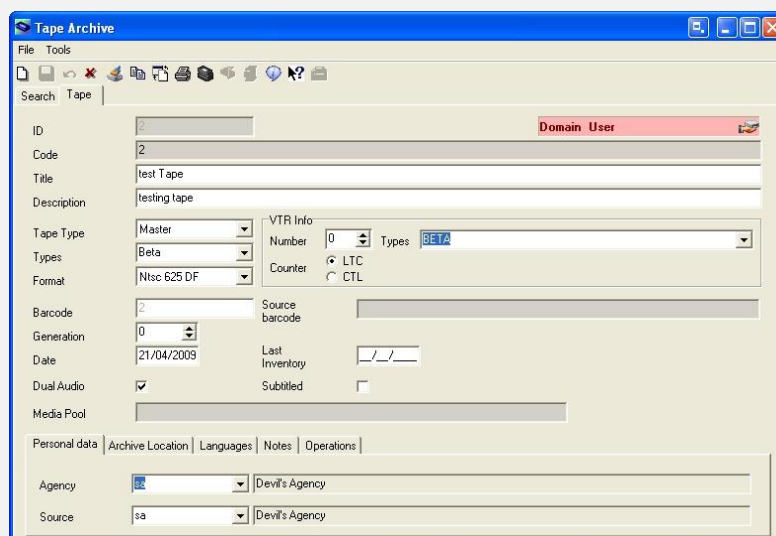 Tape Archive
File Tools
Search Tape
ID 2 Domain User
Code 2
Title test Tape
Description testing tape
Tape Type Master VTR Info
Number 0 Types BETA
Types Beta
Counter LTC
CTL
Format Ntsc 625 DF
Barcode 2 Source barcode
Generation 0
Date 21/04/2009 Last Inventory __/__/____
Dual Audio Subtitled
Media Pool
Personal data Archive Location Languages Notes Operations
Agency sa Devil's Agency
Source sa Devil's Agency